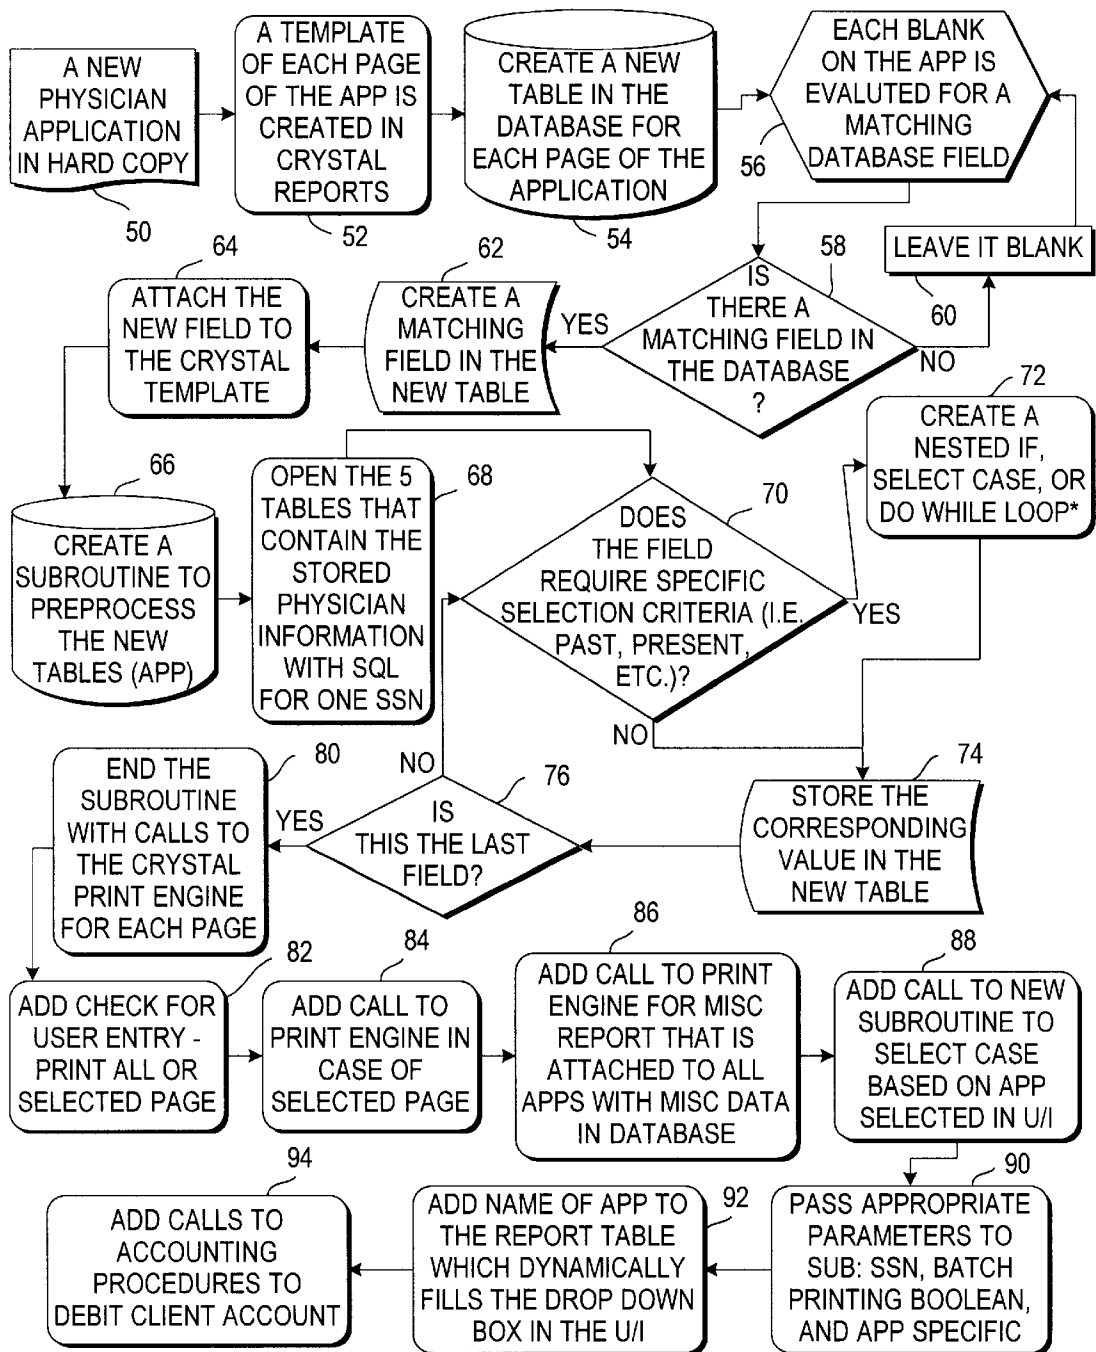 A NEW
PHYSICIAN
APPLICATION
IN HARD COPY
50
A TEMPLATE
OF EACH PAGE
OF THE APP IS
CREATED IN
CRYSTAL
REPORTS
52
CREATE A NEW
TABLE IN THE
DATABASE FOR
EACH PAGE OF THE
APPLICATION
54
EACH BLANK
ON THE APP IS
EVALUTED FOR A
MATCHING
DATABASE FIELD
56
58
IS
THERE A
MATCHING FIELD IN
THE DATABASE
?
YES
NO
LEAVE IT BLANK
60
62
CREATE A
MATCHING
FIELD IN THE
NEW TABLE
64
ATTACH THE
NEW FIELD TO
THE CRYSTAL
TEMPLATE
66
CREATE A
SUBROUTINE TO
PREPROCESS
THE NEW
TABLES (APP)
68
OPEN THE 5
TABLES THAT
CONTAIN THE
STORED
PHYSICIAN
INFORMATION
WITH SQL
FOR ONE SSN
70
DOES
THE FIELD
REQUIRE SPECIFIC
SELECTION CRITERIA (I.E.
PAST, PRESENT,
ETC.)?
YES
NO
72
CREATE A
NESTED IF,
SELECT CASE, OR
DO WHILE LOOP*
74
STORE THE
CORRESPONDING
VALUE IN THE
NEW TABLE
76
IS
THIS THE LAST
FIELD?
NO
YES
80
END THE
SUBROUTINE
WITH CALLS TO
THE CRYSTAL
PRINT ENGINE
FOR EACH PAGE
82
ADD CHECK FOR
USER ENTRY -
PRINT ALL OR
SELECTED PAGE
84
ADD CALL TO
PRINT ENGINE IN
CASE OF
SELECTED PAGE
86
ADD CALL TO PRINT
ENGINE FOR MISC
REPORT THAT IS
ATTACHED TO ALL
APPS WITH MISC DATA
IN DATABASE
88
ADD CALL TO NEW
SUBROUTINE TO
SELECT CASE
BASED ON APP
SELECTED IN U/I
90
PASS APPROPRIATE
PARAMETERS TO
SUB: SSN, BATCH
PRINTING BOOLEAN,
AND APP SPECIFIC
92
ADD NAME OF APP TO
THE REPORT TABLE
WHICH DYNAMICALLY
FILLS THE DROP DOWN
BOX IN THE U/I
94
ADD CALLS TO
ACCOUNTING
PROCEDURES TO
DEBIT CLIENT ACCOUNT